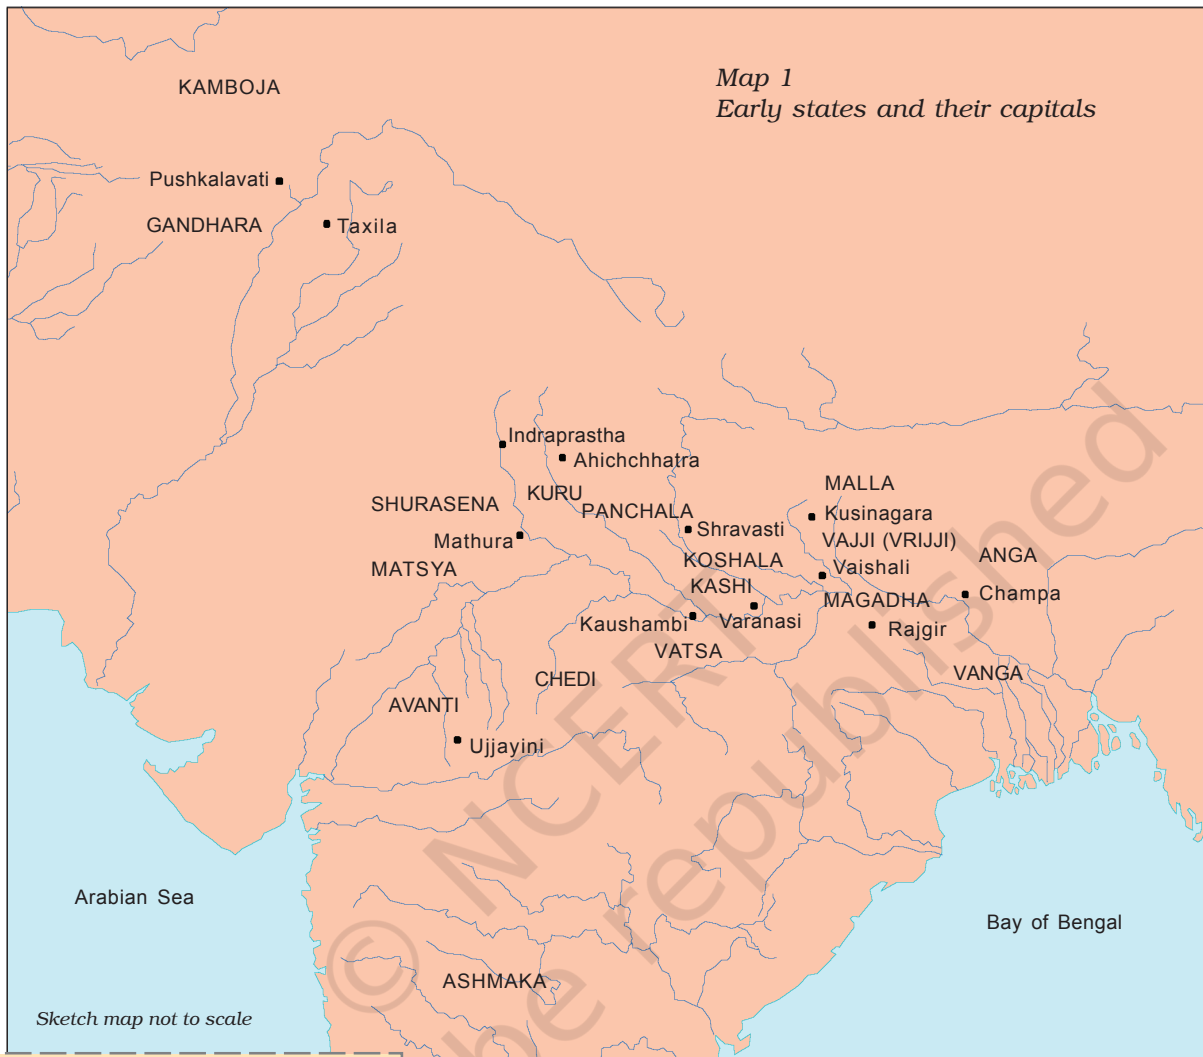 Map 1
Early states and their capitals
KAMBOJA
Pushkalavati
GANDHARA
Taxila
Indraprastha
Ahichchhatra
MALLA
KURU
SHURASENA
PANCHALA
Kusinagara
Shravasti
Mathura
VAJJI (VRIJJI)
ANGA
KOSHALA
Vaishali
MATSYA
KASHI
Champa
MAGADHA
Kaushambi
Varanasi
Rajgir
VATSA
VANGA
CHEDI
AVANTI
Ujjayini
Arabian Sea
Bay of Bengal
ASHMAKA
Sketch map not to scale
© NCERT
be republished